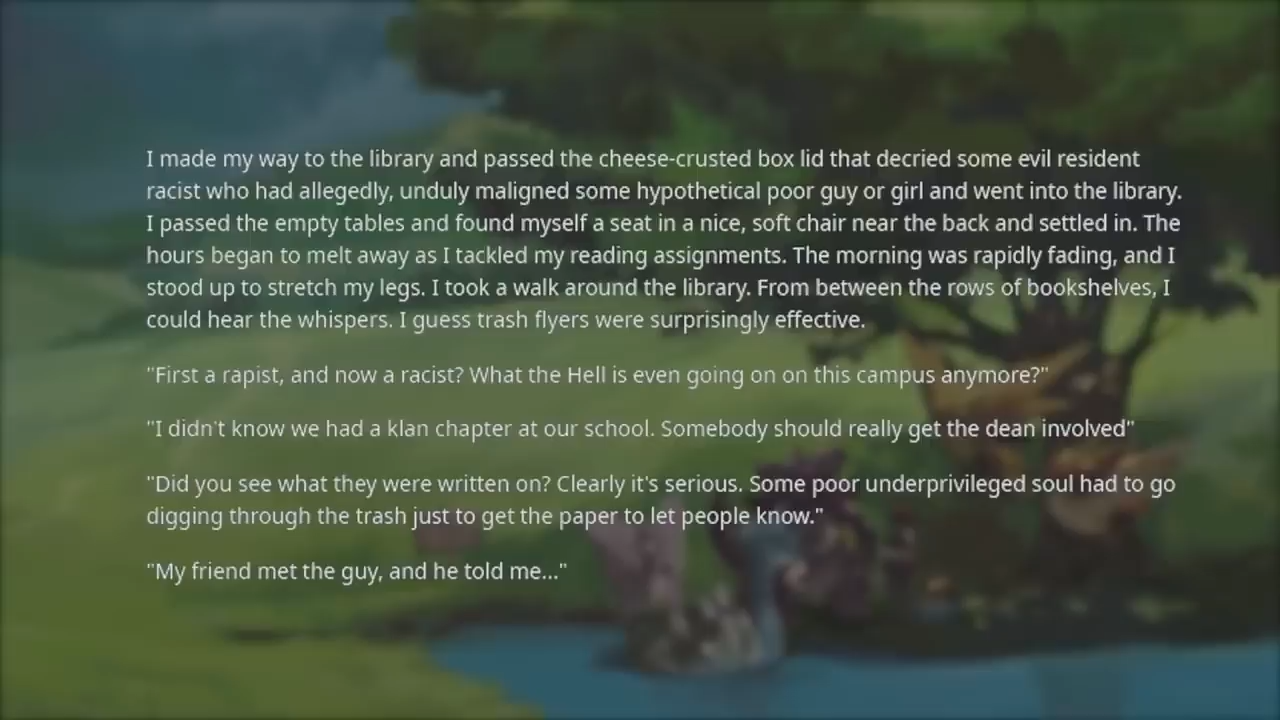 I made my way to the library and passed the cheese-crusted box lid that decried some evil resident
racist who had allegedly, unduly maligned some hypothetical poor guy or girl and went into the library.
I passed the empty tables and found myself a seat in a nice, soft chair near the back and settled in. The
hours began to melt away as I tackled my reading assignments. The morning was rapidly fading, and I
stood up to stretch my legs. I took a walk around the library. From between the rows of bookshelves, I
could hear the whispers. I guess trash flyers were surprisingly effective.
"First a rapist, and now a racist? What the Hell is even going on on this campus anymore?"
"I didn't know we had a klan chapter at our school. Somebody should really get the dean involved"
"Did you see what they were written on? Clearly it's serious. Some poor underprivileged soul had to go
digging through the trash just to get the paper to let people know."
"My friend met the guy, and he told me..."